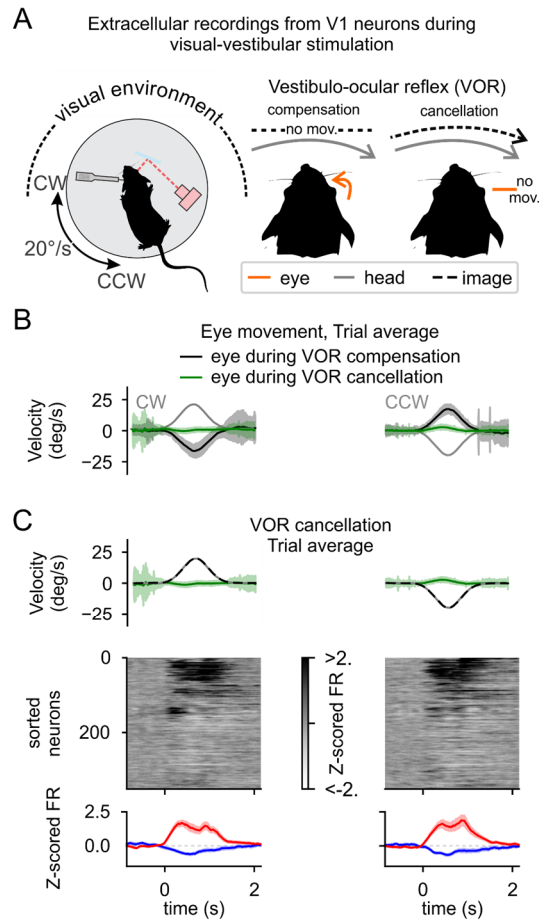 A
Extracellular recordings from V1 neurons during
visual-vestibular stimulation
visual environment
CW
20°/s
CCW
Vestibulo-ocular reflex (VOR)
compensation
no mov.
cancellation
no
mov.
eye head image
B
Eye movement, Trial average
eye during VOR compensation
eye during VOR cancellation
Velocity
(deg/s)
25
0
−25
CW
CCW
C
VOR cancellation
Trial average
Velocity
(deg/s)
25
0
−25
sorted
neurons
0
200
>2.
Z-scored FR
<-2.
Z-scored FR
2.5
0.0
0 2
time (s)
0 2
time (s)